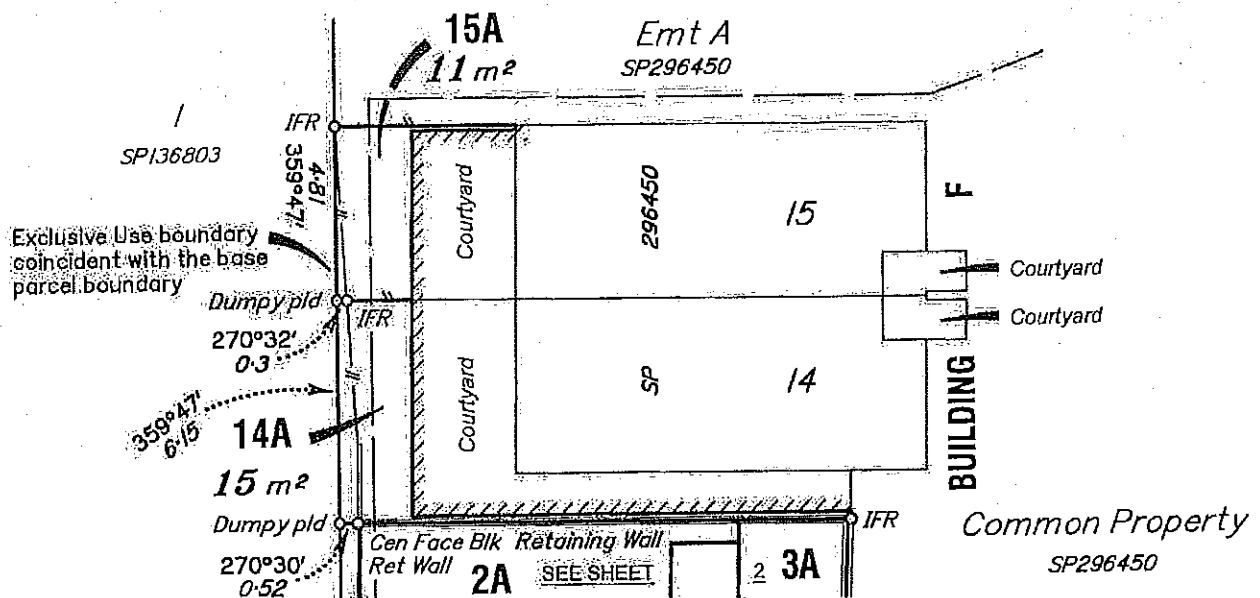 15A
11 m²
Emt A
SP296450
1
SP136803
IFR
4·81
359°47'
Exclusive Use boundary
coincident with the base
parcel boundary
Courtyard
296450
15
F
Courtyard
Dumpy pld
IFR
270°32'
0·3
Courtyard
359°47'
6·15
14A
15 m²
Courtyard
SP
14
BUILDING
Dumpy pld
270°30'
0·52
Cen Face Blk Retaining Wall
Ret Wall
2A
SEE SHEET
2
3A
IFR
Common Property
SP296450